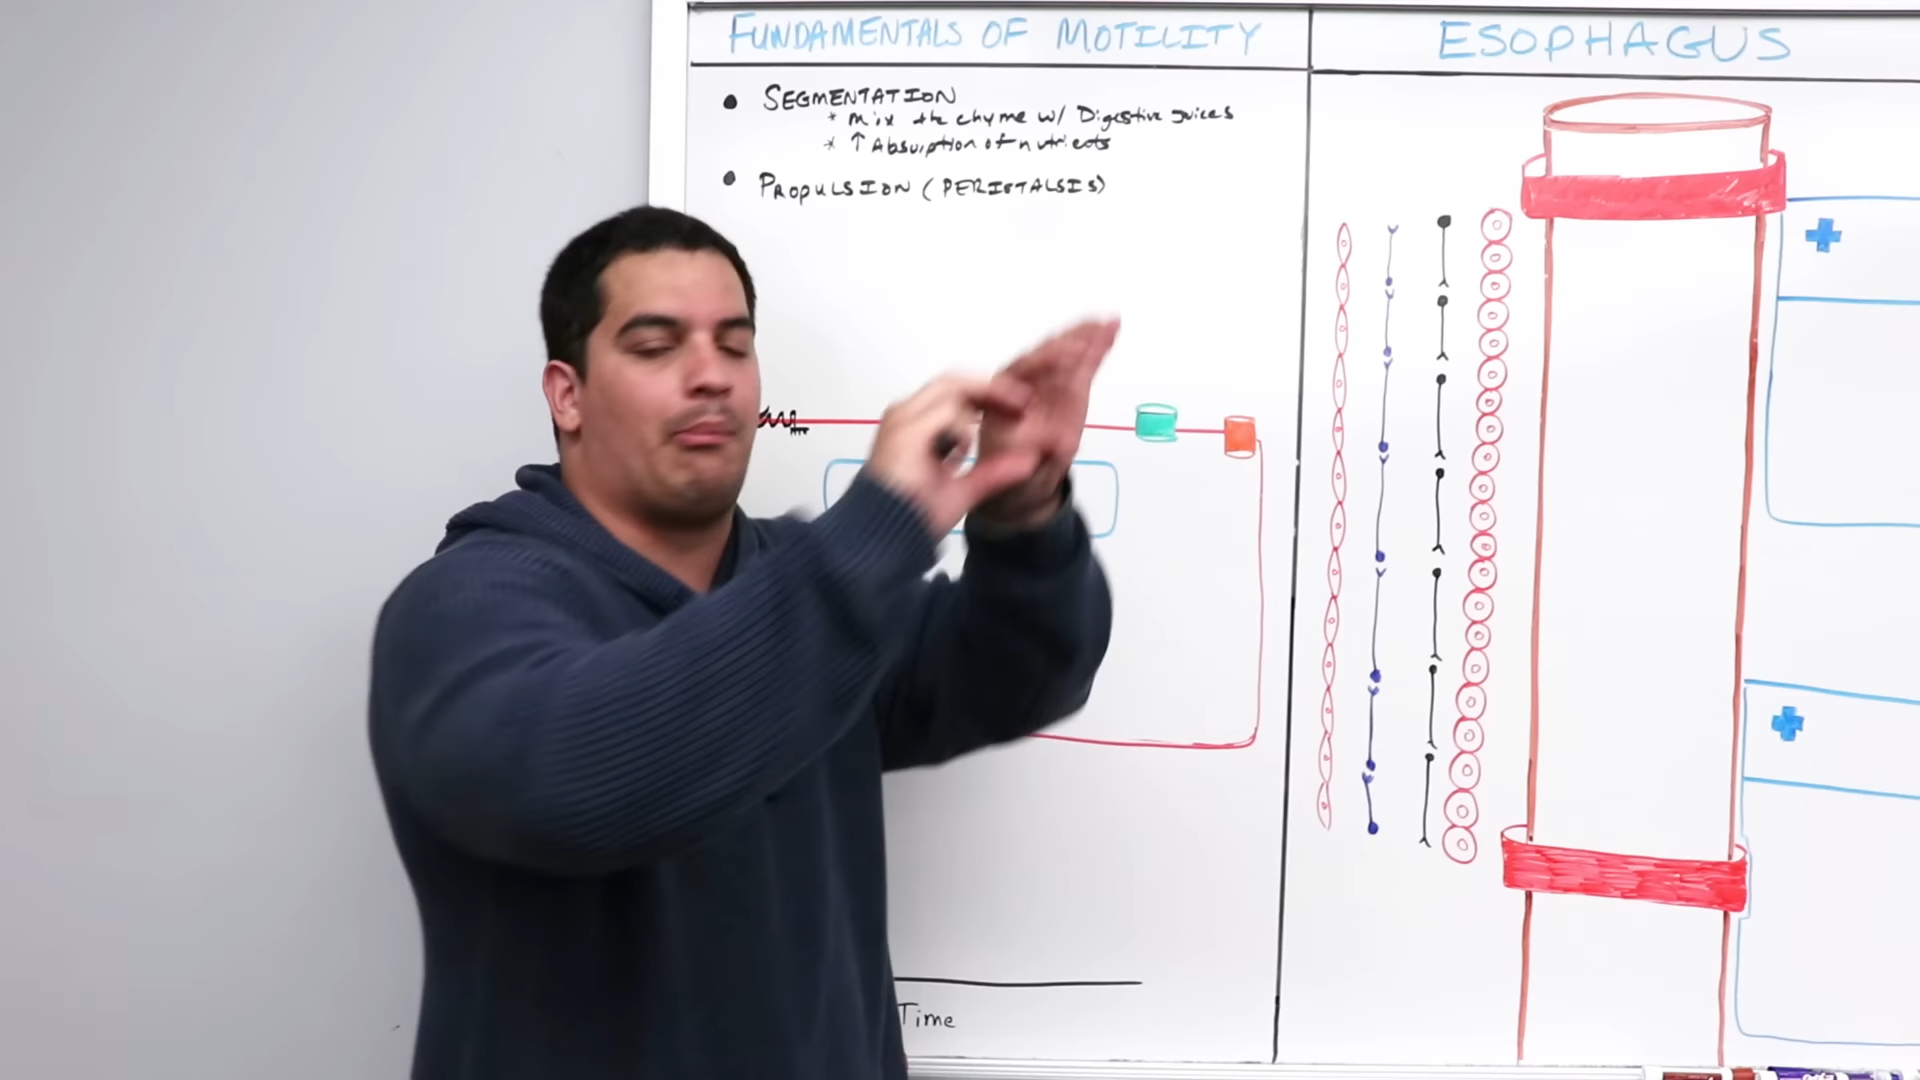 FUNDAMENTALS OF MOTILITY
ESOPHAGUS
• SEGMENTATION
* Mix the chyme w/ Digestive Juices
* ↑ Absorption of nutrients
• PROPULSION (PERISTALSIS)
Time